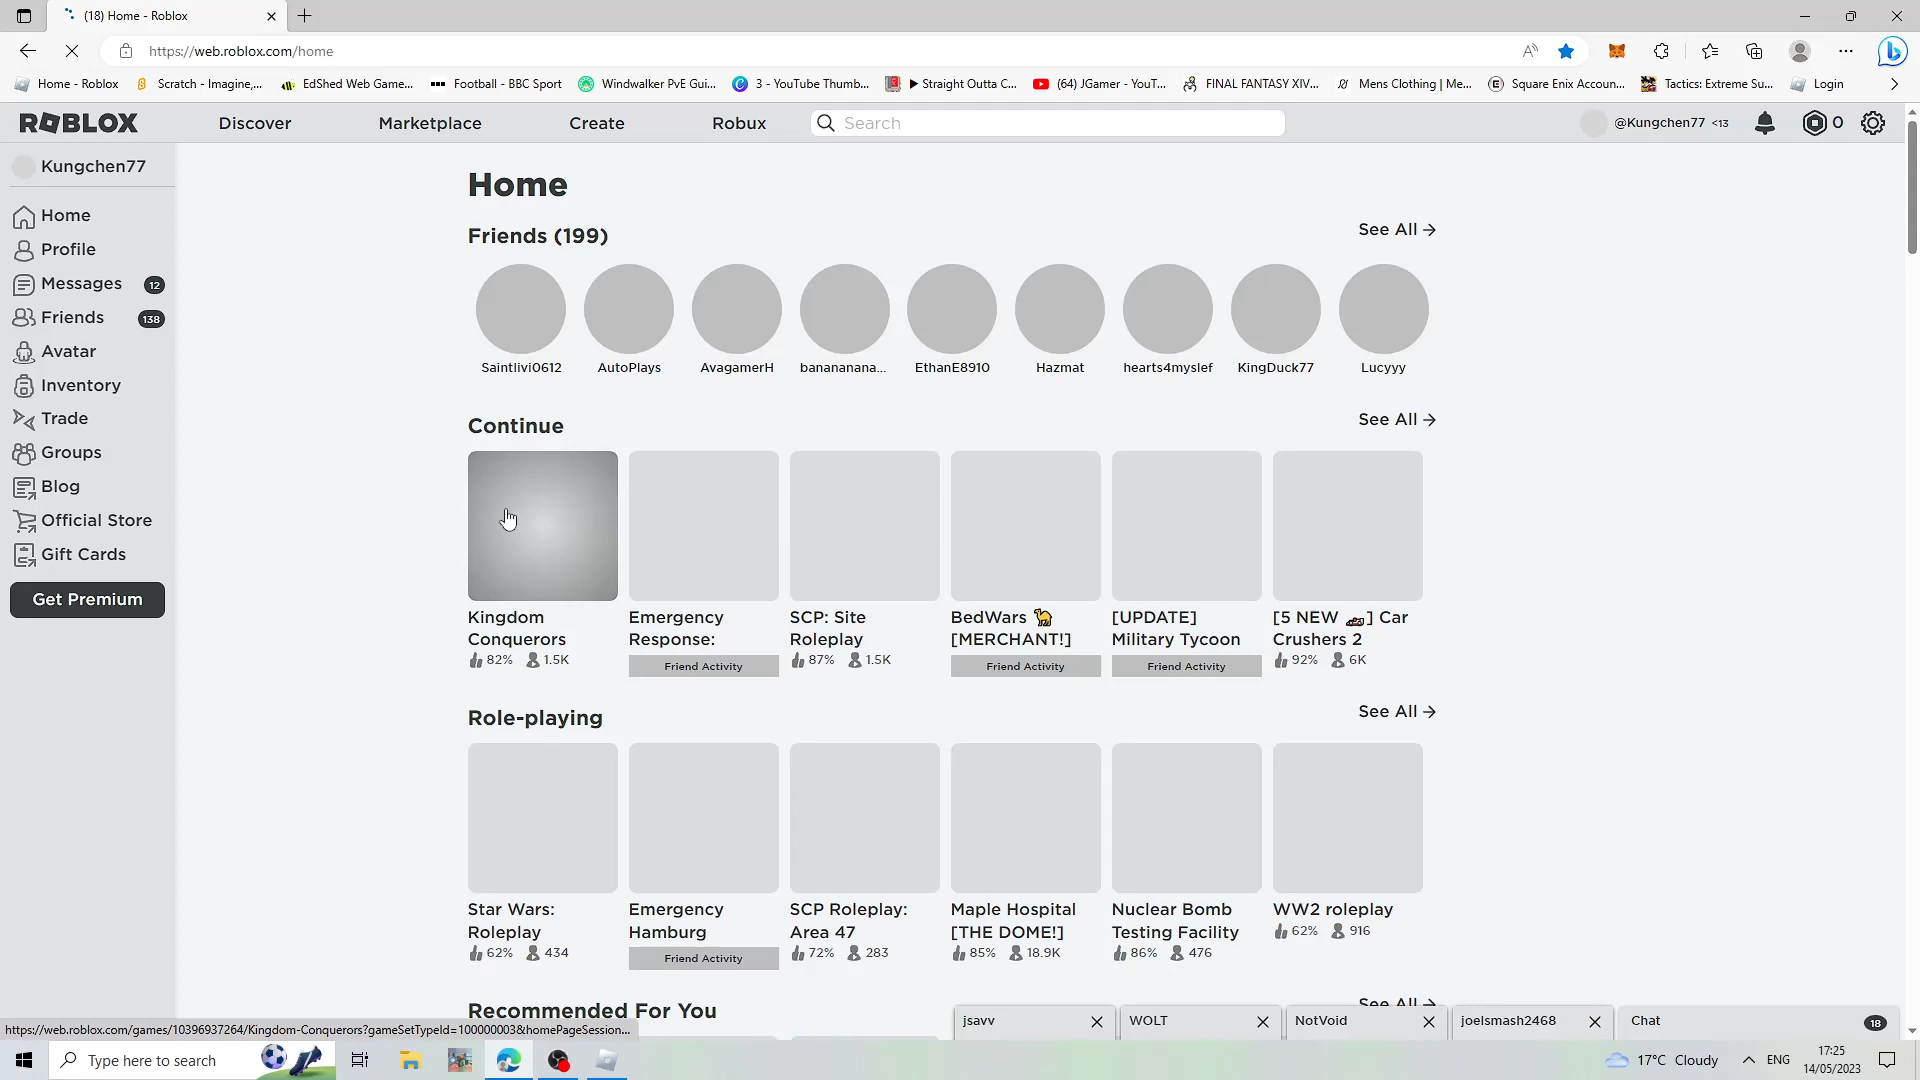 (18) Home - Roblox
https://web.roblox.com/home
Home - Roblox
Scratch - Imagine,...
EdShed Web Game...
Football - BBC Sport
Windwalker PvE Gui...
3 - YouTube Thumb...
▶ Straight Outta C...
(64) JGamer - YouT...
FINAL FANTASY XIV...
Mens Clothing | Me...
Square Enix Accoun...
Tactics: Extreme Su...
Login
ROBLOX
Discover
Marketplace
Create
Robux
Search
@Kungchen77 <13
0
Kungchen77
Home
Profile
Messages 12
Friends 138
Avatar
Inventory
Trade
Groups
Blog
Official Store
Gift Cards
Get Premium
Home
Friends (199)
See All →
Saintlivi0612
AutoPlays
AvagamerH
banananana...
EthanE8910
Hazmat
hearts4myslef
KingDuck77
Lucyyy
Continue
See All →
Kingdom
Conquerors
82% 1.5K
Emergency
Response:
Friend Activity
SCP: Site
Roleplay
87% 1.5K
BedWars 🐪
[MERCHANT!]
Friend Activity
[UPDATE]
Military Tycoon
Friend Activity
[5 NEW 🏎️] Car
Crushers 2
92% 6K
Role-playing
See All →
Star Wars:
Roleplay
62% 434
Emergency
Hamburg
Friend Activity
SCP Roleplay:
Area 47
72% 283
Maple Hospital
[THE DOME!]
85% 18.9K
Nuclear Bomb
Testing Facility
86% 476
WW2 roleplay
62% 916
Recommended For You
See All →
jsavv
WOLT
NotVoid
joelsmash2468
Chat
18
https://web.roblox.com/games/10396937264/Kingdom-Conquerors?gameSetTypeId=100000003&homePageSession...
Type here to search
17°C Cloudy
ENG
17:25
14/05/2023